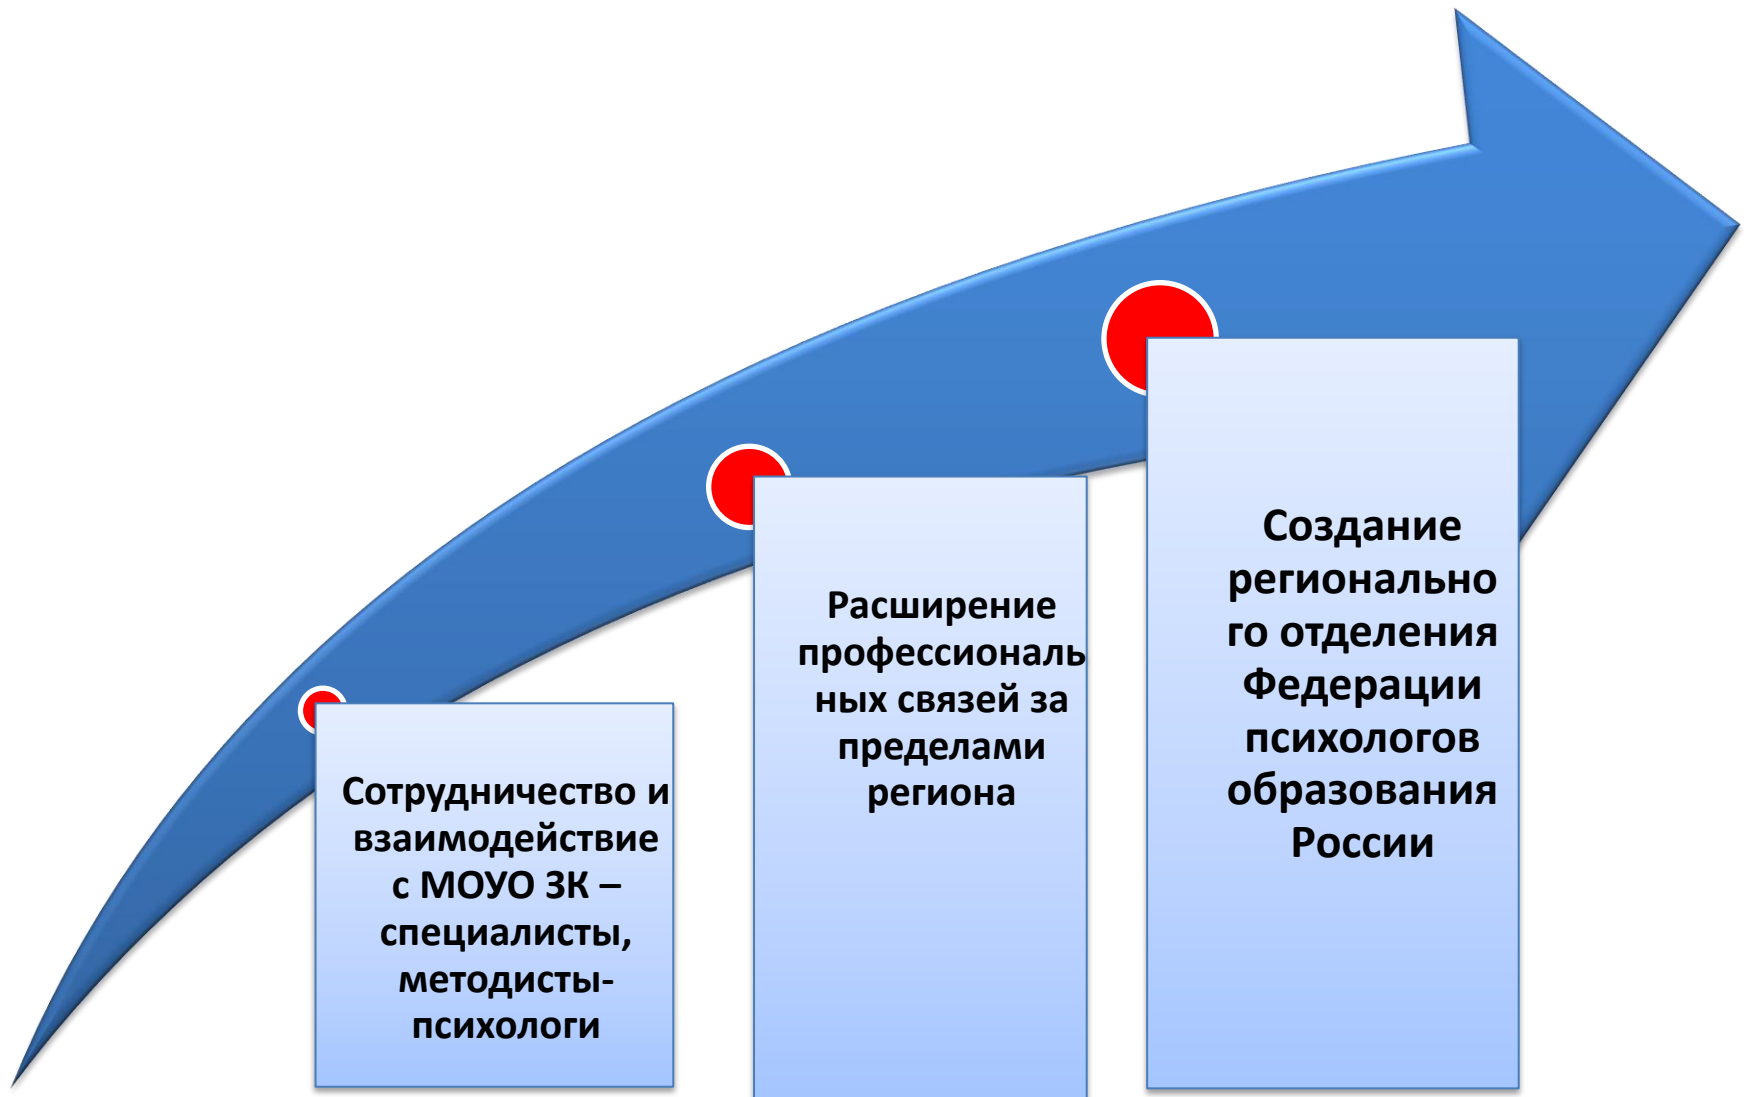 Сотрудничество и
взаимодействие
с МОУО ЗК –
специалисты,
методисты-
психологи
Расширение
профессиональ
ных связей за
пределами
региона
Создание
регионально
го отделения
Федерации
психологов
образования
России